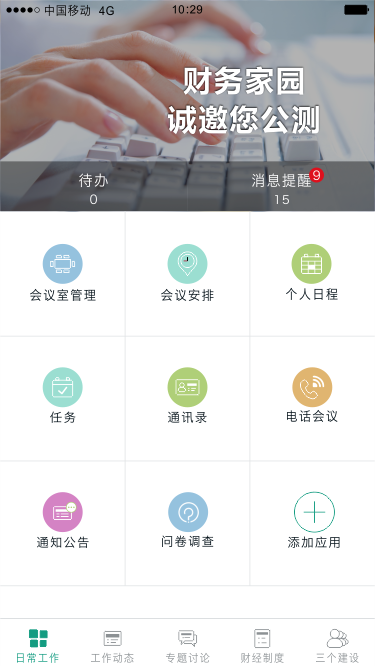 中国移动 4G 10:29
财务家园
诚邀您公测
待办 消息提醒 9
0 15
会议室管理 会议安排 个人日程
任务 通讯录 电话会议
通知公告 问卷调查 添加应用
日常工作 工作动态 专题讨论 财经制度 三个建设